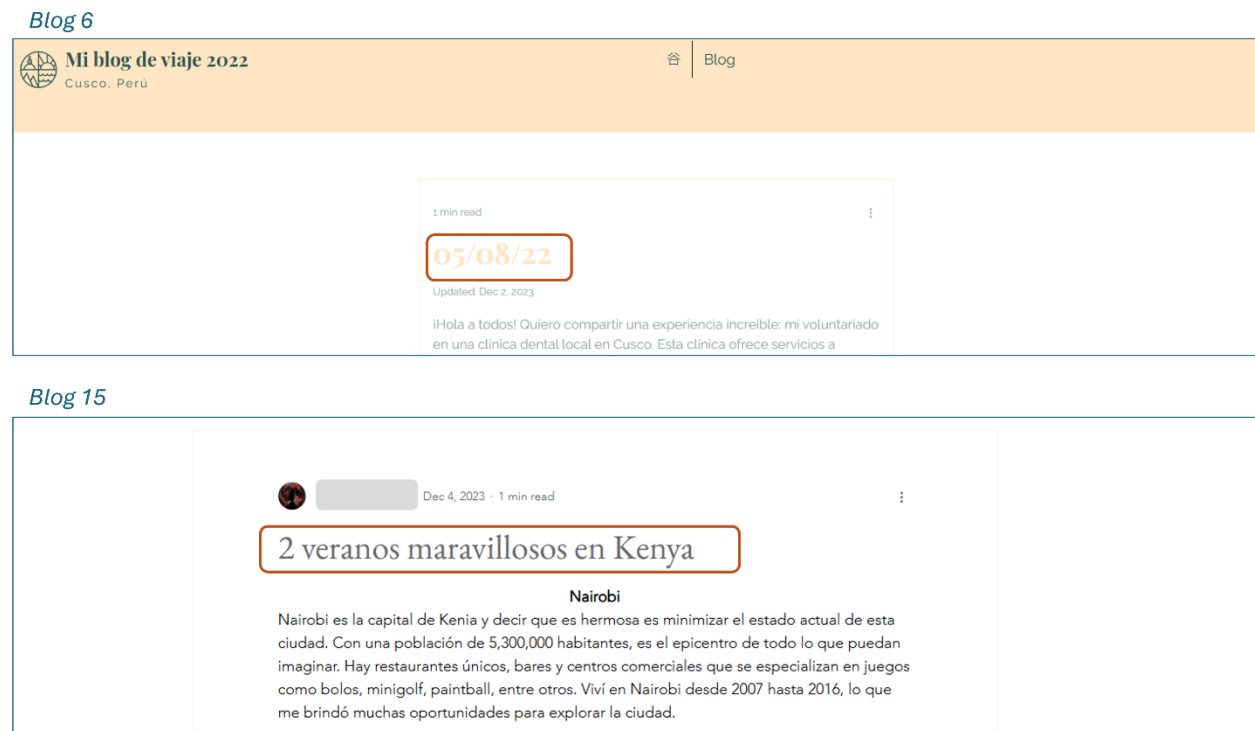 Blog 6
Mi blog de viaje 2022
Cusco, Perú
Blog
1 min read
05/08/22
Updated: Dec 2, 2023
¡Hola a todos! Quiero compartir una experiencia increíble: mi voluntariado
en una clínica dental local en Cusco. Esta clínica ofrece servicios a
Blog 15
Dec 4, 2023 · 1 min read
2 veranos maravillosos en Kenya
Nairobi
Nairobi es la capital de Kenia y decir que es hermosa es minimizar el estado actual de esta
ciudad. Con una población de 5,300,000 habitantes, es el epicentro de todo lo que puedan
imaginar. Hay restaurantes únicos, bares y centros comerciales que se especializan en juegos
como bolos, minigolf, paintball, entre otros. Viví en Nairobi desde 2007 hasta 2016, lo que
me brindó muchas oportunidades para explorar la ciudad.